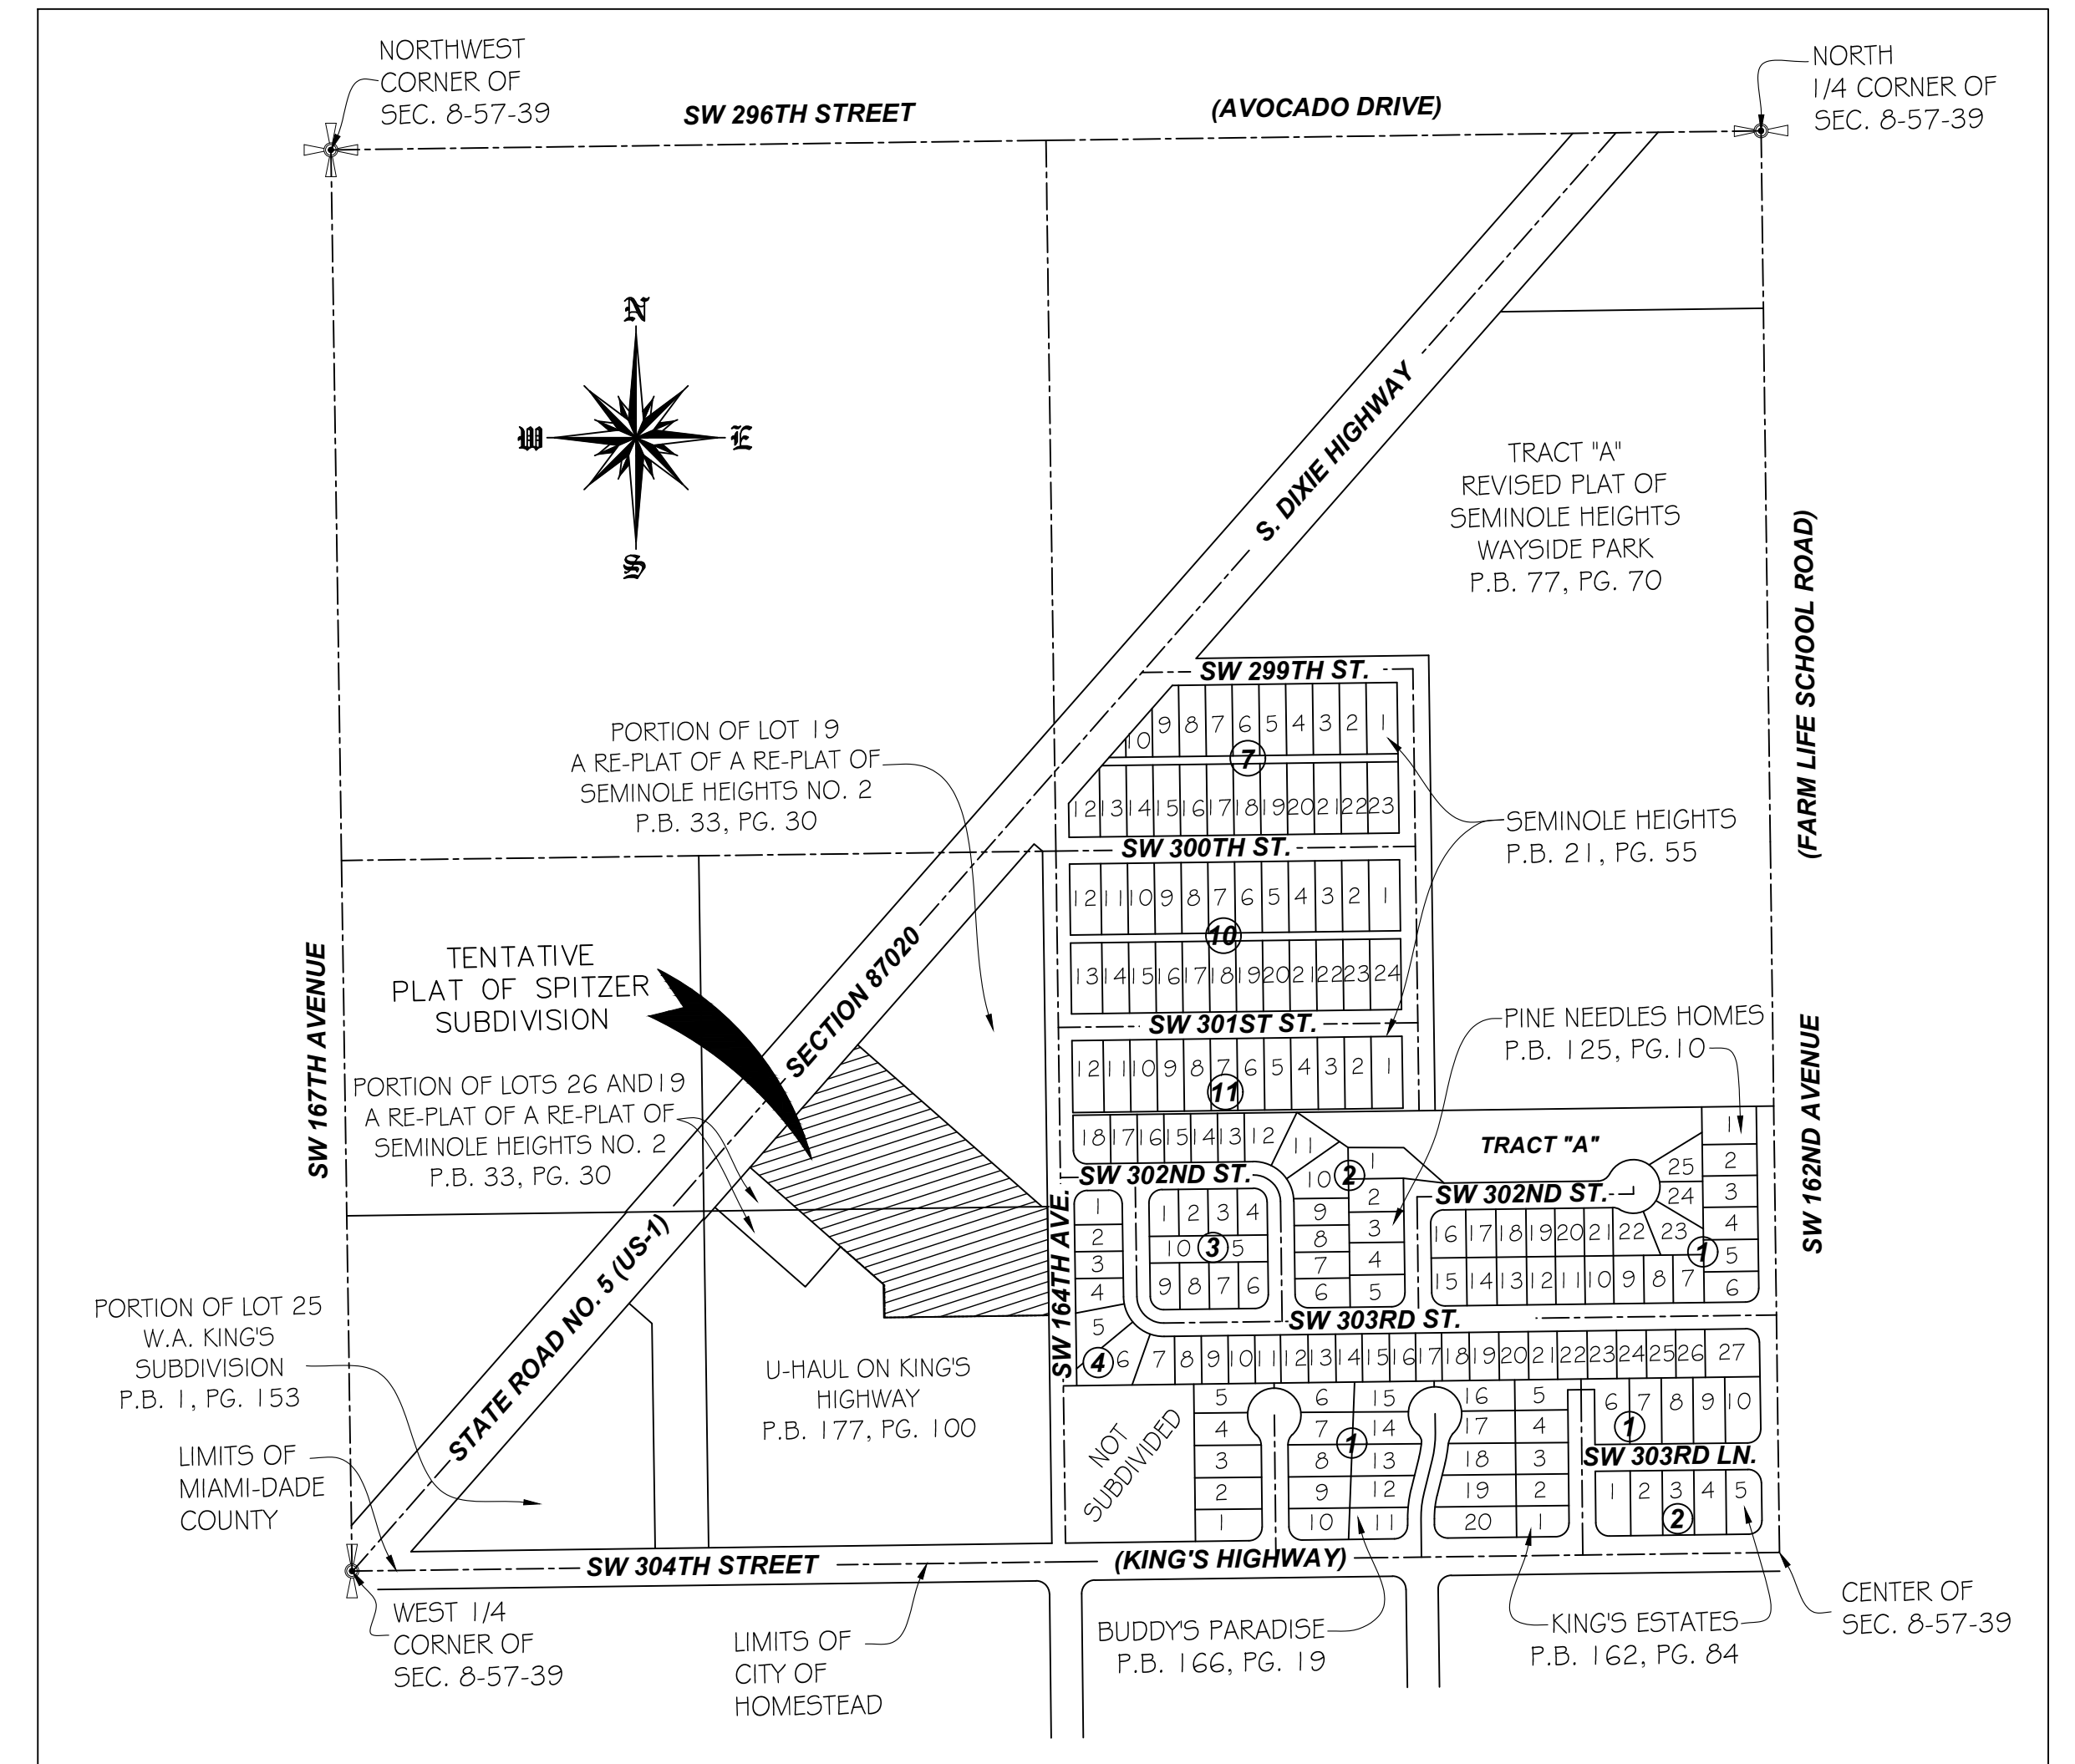 NORTHWEST
CORNER OF
SEC. 8-57-39
SW 296TH STREET
(AVOCADO DRIVE)
NORTH
1/4 CORNER OF
SEC. 8-57-39
N
W
E
S
S. DIXIE HIGHWAY
TRACT "A"
REVISED PLAT OF
SEMINOLE HEIGHTS
WAYSIDE PARK
P.B. 77, PG. 70
(FARM LIFE SCHOOL ROAD)
SW 162ND AVENUE
SW 167TH AVENUE
PORTION OF LOT 19
A RE-PLAT OF A RE-PLAT OF
SEMINOLE HEIGHTS NO. 2
P.B. 33, PG. 30
SW 299TH ST.
10 9 8 7 6 5 4 3 2 1
7
12 13 14 15 16 17 18 19 20 21 22 23
SEMINOLE HEIGHTS
P.B. 21, PG. 55
SW 300TH ST.
12 11 10 9 8 7 6 5 4 3 2 1
10
13 14 15 16 17 18 19 20 21 22 23 24
SW 301ST ST.
12 11 10 9 8 7 6 5 4 3 2 1
11
TENTATIVE
PLAT OF SPITZER
SUBDIVISION
SECTION 87020
PORTION OF LOTS 26 AND19
A RE-PLAT OF A RE-PLAT OF
SEMINOLE HEIGHTS NO. 2
P.B. 33, PG. 30
PINE NEEDLES HOMES
P.B. 125, PG.10
18 17 16 15 14 13 12 11
10
9
8
7
6
2
1
2
3
4
5
TRACT "A"
SW 302ND ST.
SW 302ND ST.
1
2
3
4
5
6
4
1 2 3 4
10 3 5
9 8 7 6
25
24
1
2
3
4
5
6
16 17 18 19 20 21 22 23
1
15 14 13 12 11 10 9 8 7
SW 164TH AVE.
SW 303RD ST.
7 8 9 10 11 12 13 14 15 16 17 18 19 20 21 22 23 24 25 26 27
STATE ROAD NO. 5 (US-1)
PORTION OF LOT 25
W.A. KING'S
SUBDIVISION
P.B. 1, PG. 153
U-HAUL ON KING'S
HIGHWAY
P.B. 177, PG. 100
LIMITS OF
MIAMI-DADE
COUNTY
NOT
SUBDIVIDED
5
4
3
2
1
6 15
7 14
1
8 13
9 12
10 11
16 5
17 4
18 3
19 2
20 1
6 7 8 9 10
1
SW 303RD LN.
1 2 3 4 5
2
SW 304TH STREET
(KING'S HIGHWAY)
WEST 1/4
CORNER OF
SEC. 8-57-39
LIMITS OF
CITY OF
HOMESTEAD
BUDDY'S PARADISE
P.B. 166, PG. 19
KING'S ESTATES
P.B. 162, PG. 84
CENTER OF
SEC. 8-57-39